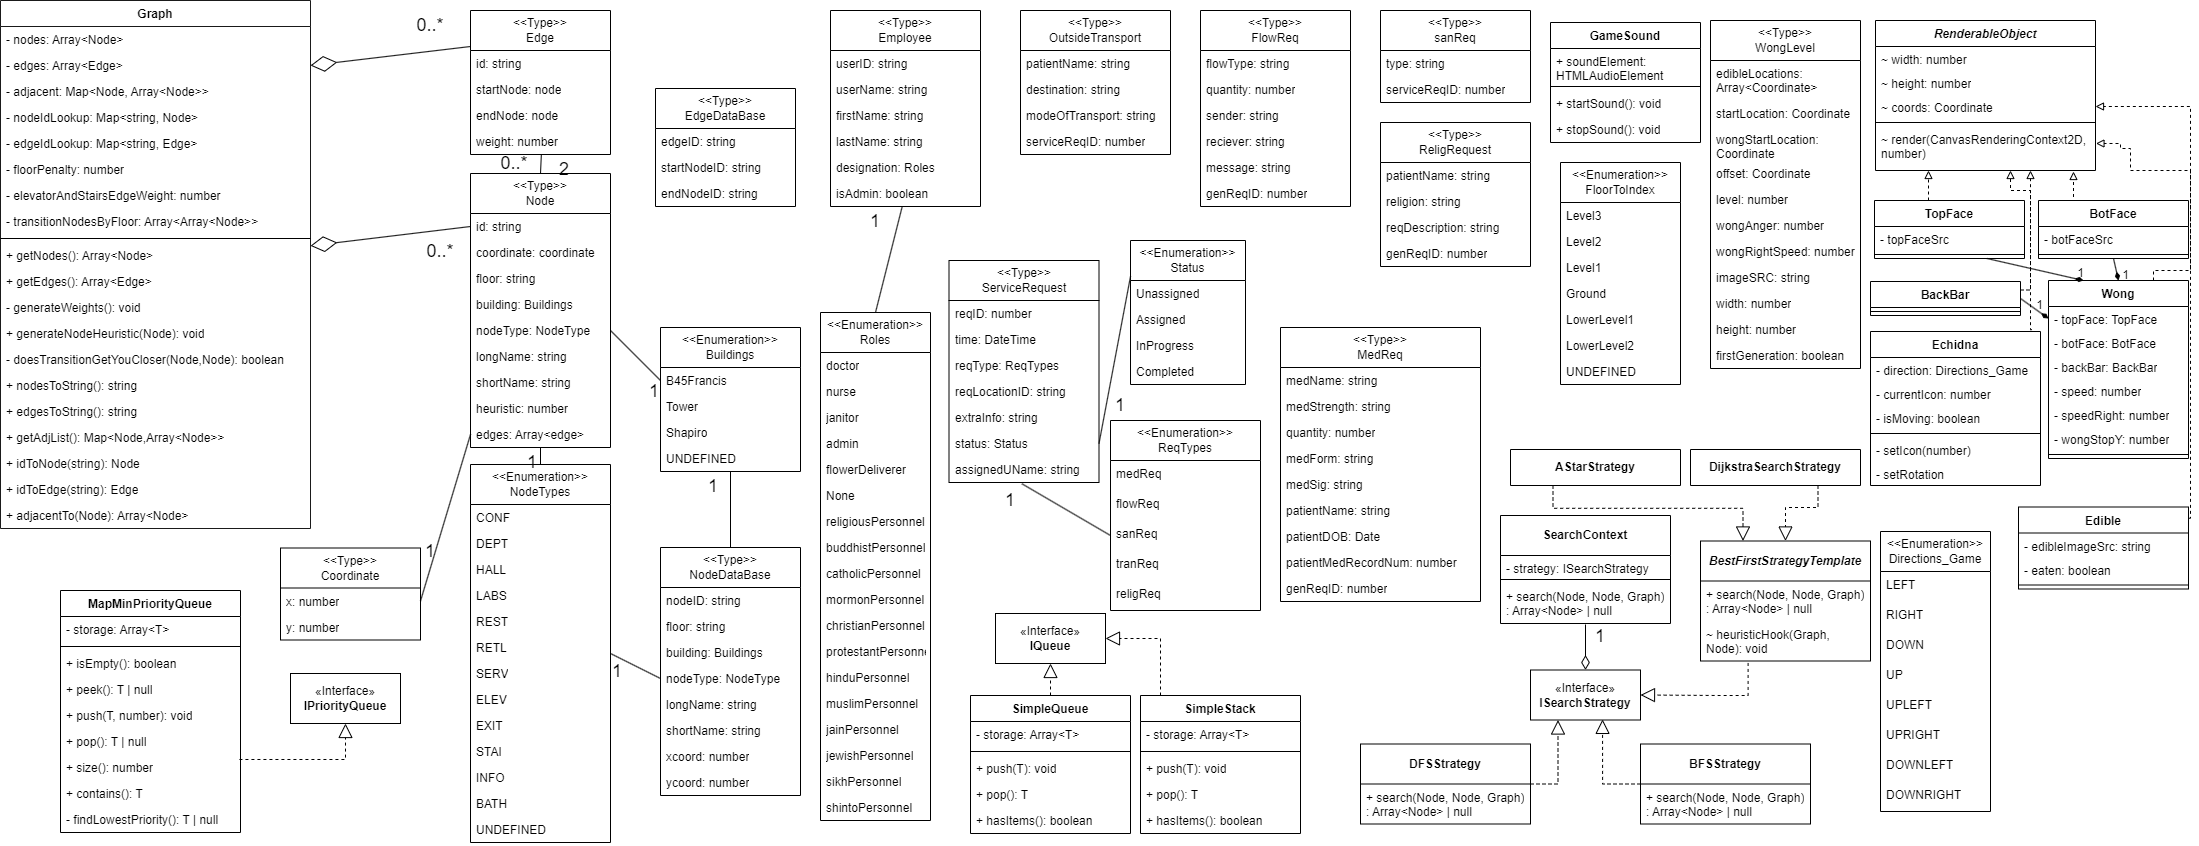 Graph
- nodes: Array<Node>
- edges: Array<Edge>
- adjacent: Map<Node, Array<Node>>
- nodeIdLookup: Map<string, Node>
- edgeIdLookup: Map<string, Edge>
- floorPenalty: number
- elevatorAndStairsEdgeWeight: number
- transitionNodesByFloor: Array<Array<Node>>
+ getNodes(): Array<Node>
+ getEdges(): Array<Edge>
- generateWeights(): void
+ generateNodeHeuristic(Node): void
- doesTransitionGetYouCloser(Node,Node): boolean
+ nodesToString(): string
+ edgesToString(): string
+ getAdjList(): Map<Node,Array<Node>>
+ idToNode(string): Node
+ idToEdge(string): Edge
+ adjacentTo(Node): Array<Node>
0..*
0..*
<<Type>>
Edge
id: string
startNode: node
endNode: node
weight: number
0..*
2
<<Type>>
Node
id: string
coordinate: coordinate
floor: string
building: Buildings
nodeType: NodeType
longName: string
shortName: string
heuristic: number
edges: Array<edge>
1
<<Enumeration>>
NodeTypes
CONF
DEPT
HALL
LABS
REST
RETL
SERV
ELEV
EXIT
STAI
INFO
BATH
UNDEFINED
<<Type>>
Coordinate
x: number
y: number
1
MapMinPriorityQueue
- storage: Array<T>
+ isEmpty(): boolean
+ peek(): T | null
+ push(T, number): void
+ pop(): T | null
+ size(): number
+ contains(): T
- findLowestPriority(): T | null
«Interface»
IPriorityQueue
<<Type>>
EdgeDataBase
edgeID: string
startNodeID: string
endNodeID: string
<<Enumeration>>
Buildings
B45Francis
Tower
Shapiro
UNDEFINED
1
1
<<Type>>
NodeDataBase
nodeID: string
floor: string
building: Buildings
nodeType: NodeType
longName: string
shortName: string
xcoord: number
ycoord: number
1
<<Type>>
Employee
userID: string
userName: string
firstName: string
lastName: string
designation: Roles
isAdmin: boolean
1
<<Enumeration>>
Roles
doctor
nurse
janitor
admin
flowerDeliverer
None
religiousPersonnel
buddhistPersonnel
catholicPersonnel
mormonPersonnel
christianPersonnel
protestantPersonn
hinduPersonnel
muslimPersonnel
jainPersonnel
jewishPersonnel
sikhPersonnel
shintoPersonnel
<<Type>>
OutsideTransport
patientName: string
destination: string
modeOfTransport: string
serviceReqID: number
<<Type>>
ServiceRequest
reqID: number
time: DateTime
reqType: ReqTypes
reqLocationID: string
extraInfo: string
status: Status
assignedUName: string
1
1
<<Enumeration>>
Status
Unassigned
Assigned
InProgress
Completed
<<Enumeration>>
ReqTypes
medReq
flowReq
sanReq
tranReq
religReq
«Interface»
IQueue
SimpleQueue
- storage: Array<T>
+ push(T): void
+ pop(): T
+ hasItems(): boolean
SimpleStack
- storage: Array<T>
+ push(T): void
+ pop(): T
+ hasItems(): boolean
<<Type>>
FlowReq
flowType: string
quantity: number
sender: string
reciever: string
message: string
genReqID: number
<<Type>>
MedReq
medName: string
medStrength: string
quantity: number
medForm: string
medSig: string
patientName: string
patientDOB: Date
patientMedRecordNum: number
genReqID: number
<<Type>>
sanReq
type: string
serviceReqID: number
<<Type>>
ReligRequest
patientName: string
religion: string
reqDescription: string
genReqID: number
GameSound
+ soundElement:
HTMLAudioElement
+ startSound(): void
+ stopSound(): void
<<Enumeration>>
FloorToIndex
Level3
Level2
Level1
Ground
LowerLevel1
LowerLevel2
UNDEFINED
<<Type>>
WongLevel
edibleLocations:
Array<Coordinate>
startLocation: Coordinate
wongStartLocation:
Coordinate
offset: Coordinate
level: number
wongAnger: number
wongRightSpeed: number
imageSRC: string
width: number
height: number
firstGeneration: boolean
AStarStrategy
DijkstraSearchStrategy
SearchContext
- strategy: ISearchStrategy
+ search(Node, Node, Graph)
: Array<Node> | null
1
BestFirstStrategyTemplate
+ search(Node, Node, Graph)
: Array<Node> | null
~ heuristicHook(Graph,
Node): void
«Interface»
ISearchStrategy
DFSStrategy
+ search(Node, Node, Graph)
: Array<Node> | null
BFSStrategy
+ search(Node, Node, Graph)
: Array<Node> | null
RenderableObject
~ width: number
~ height: number
~ coords: Coordinate
~ render(CanvasRenderingContext2D,
number)
TopFace
- topFaceSrc
BotFace
- botFaceSrc
1
1
1
BackBar
Wong
- topFace: TopFace
- botFace: BotFace
- backBar: BackBar
- speed: number
- speedRight: number
- wongStopY: number
Echidna
- direction: Directions_Game
- currentIcon: number
- isMoving: boolean
- setIcon(number)
- setRotation
Edible
- edibleImageSrc: string
- eaten: boolean
<<Enumeration>>
Directions_Game
LEFT
RIGHT
DOWN
UP
UPLEFT
UPRIGHT
DOWNLEFT
DOWNRIGHT